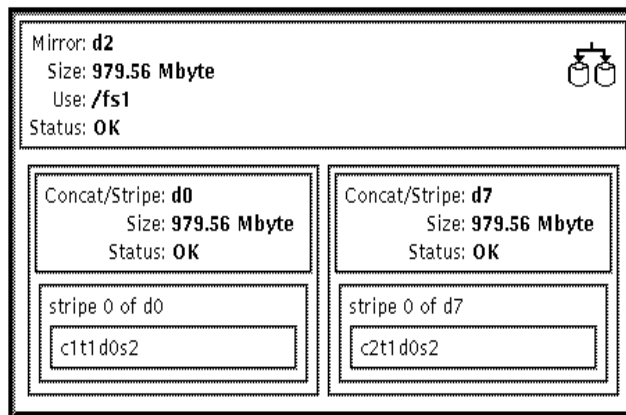 Mirror: d2
Size: 979.56 Mbyte
Use: /fs1
Status: OK
Concat/Stripe: d0
Size: 979.56 Mbyte
Status: OK
stripe 0 of d0
c1t1d0s2
Concat/Stripe: d7
Size: 979.56 Mbyte
Status: OK
stripe 0 of d7
c2t1d0s2